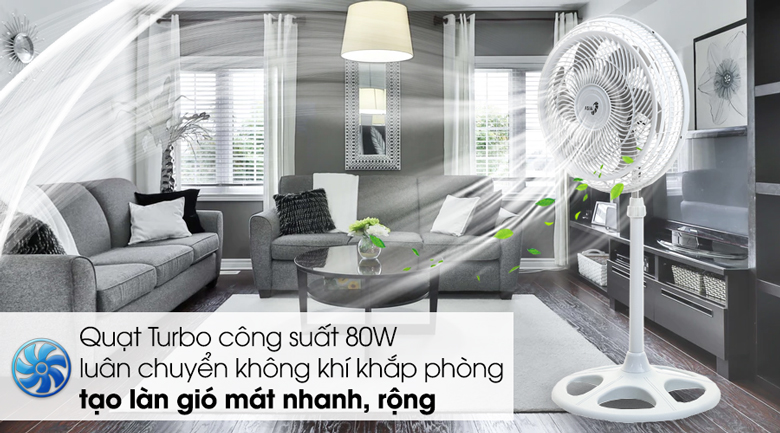 Quạt Turbo công suất 80W
luân chuyển không khí khắp phòng
tạo làn gió mát nhanh, rộng